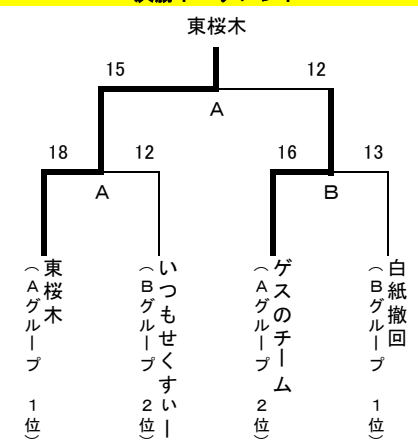 東桜木
15
12
A
18
12
16
13
A
B
東桜木
（Aグループ 1位）
いつもせくすぃー
（Bグループ 2位）
ゲスのチーム
（Aグループ 2位）
白紙撤回
（Bグループ 1位）